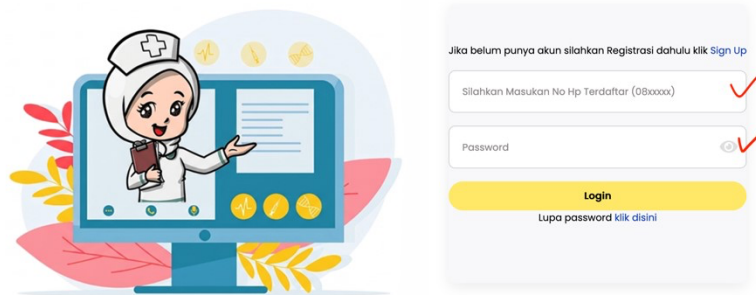 Jika belum punya akun silahkan Registrasi dahulu klik Sign Up
Silahkan Masukan No Hp Terdaftar (08xxxxx)
Password
Login
Lupa password klik disini